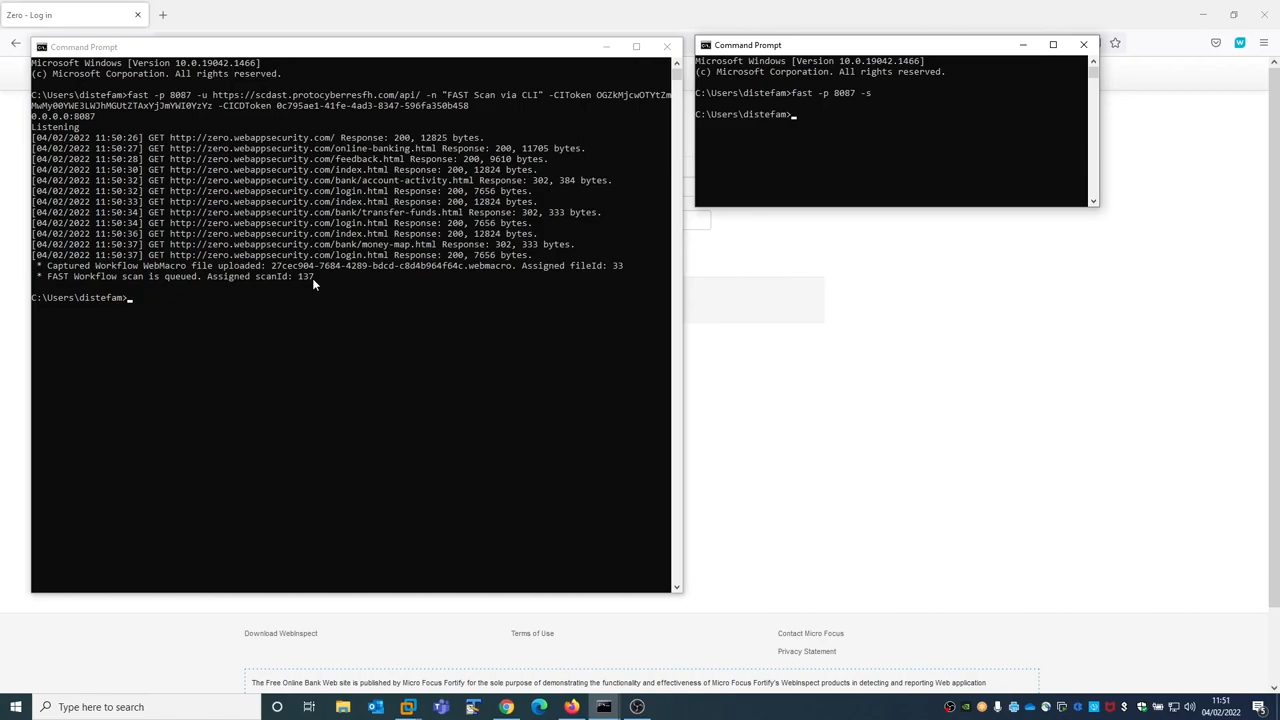 Zero - Log in
Command Prompt
Microsoft Windows [Version 10.0.19042.1466]
(c) Microsoft Corporation. All rights reserved.
C:\Users\distefam>fast -p 8087 -u https://scdast.protocyberresfh.com/api/ -n "FAST Scan via CLI" -CIToken OGZkMjcwOTYtZm
MwMy00YWE3LWJhMGUtZTAxYjJmYWI0YzYz -CICDToken 0c795ae1-41fe-4ad3-8347-596fa350b458
0.0.0.0:8087
Listening
[04/02/2022 11:50:26] GET http://zero.webappsecurity.com/ Response: 200, 12825 bytes.
[04/02/2022 11:50:27] GET http://zero.webappsecurity.com/online-banking.html Response: 200, 11705 bytes.
[04/02/2022 11:50:28] GET http://zero.webappsecurity.com/feedback.html Response: 200, 9610 bytes.
[04/02/2022 11:50:30] GET http://zero.webappsecurity.com/index.html Response: 200, 12824 bytes.
[04/02/2022 11:50:32] GET http://zero.webappsecurity.com/bank/account-activity.html Response: 302, 384 bytes.
[04/02/2022 11:50:32] GET http://zero.webappsecurity.com/login.html Response: 200, 7656 bytes.
[04/02/2022 11:50:33] GET http://zero.webappsecurity.com/index.html Response: 200, 12824 bytes.
[04/02/2022 11:50:34] GET http://zero.webappsecurity.com/bank/transfer-funds.html Response: 302, 333 bytes.
[04/02/2022 11:50:34] GET http://zero.webappsecurity.com/login.html Response: 200, 7656 bytes.
[04/02/2022 11:50:36] GET http://zero.webappsecurity.com/index.html Response: 200, 12824 bytes.
[04/02/2022 11:50:37] GET http://zero.webappsecurity.com/bank/money-map.html Response: 302, 333 bytes.
[04/02/2022 11:50:37] GET http://zero.webappsecurity.com/login.html Response: 200, 7656 bytes.
* Captured Workflow WebMacro file uploaded: 27cec904-7684-4289-bdcd-c8d4b964f64c.webmacro. Assigned fileId: 33
* FAST Workflow scan is queued. Assigned scanId: 137
C:\Users\distefam>
Command Prompt
Microsoft Windows [Version 10.0.19042.1466]
(c) Microsoft Corporation. All rights reserved.
C:\Users\distefam>fast -p 8087 -s
C:\Users\distefam>
Download WebInspect
Terms of Use
Contact Micro Focus
Privacy Statement
The Free Online Bank Web site is published by Micro Focus Fortify for the sole purpose of demonstrating the functionality and effectiveness of Micro Focus Fortify's WebInspect products in detecting and reporting Web application
Type here to search
11:51
04/02/2022